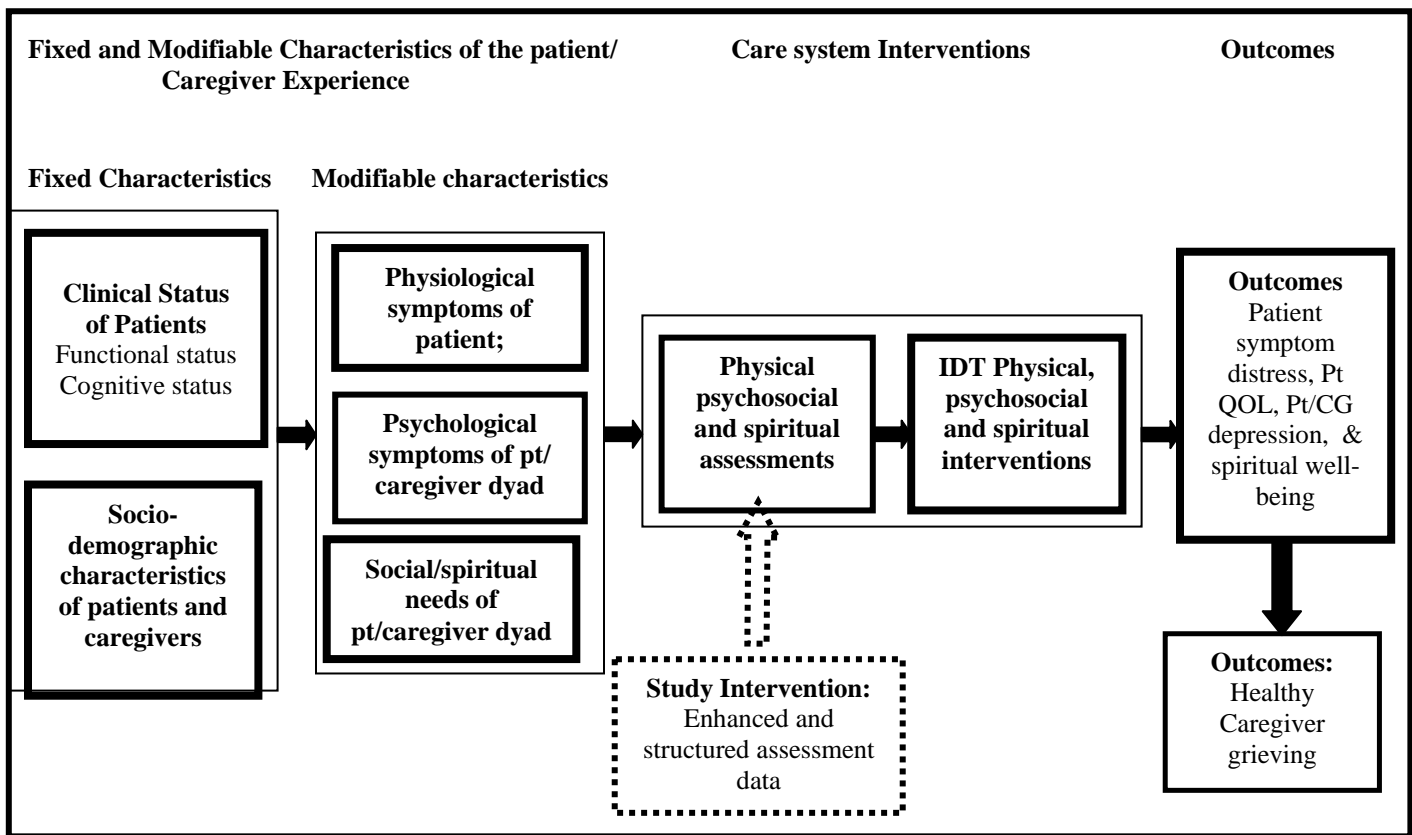 Fixed and Modifiable Characteristics of the patient/
Caregiver Experience
Care system Interventions
Outcomes
Fixed Characteristics
Modifiable characteristics
Clinical Status
of Patients
Functional status
Cognitive status
Socio-
demographic
characteristics
of patients and
caregivers
Physiological
symptoms of
patient;
Psychological
symptoms of pt/
caregiver dyad
Social/spiritual
needs of
pt/caregiver dyad
Physical
psychosocial
and spiritual
assessments
IDT Physical,
psychosocial
and spiritual
interventions
Study Intervention:
Enhanced and
structured assessment
data
Outcomes
Patient
symptom
distress, Pt
QOL, Pt/CG
depression, &
spiritual well-
being
Outcomes:
Healthy
Caregiver
grieving